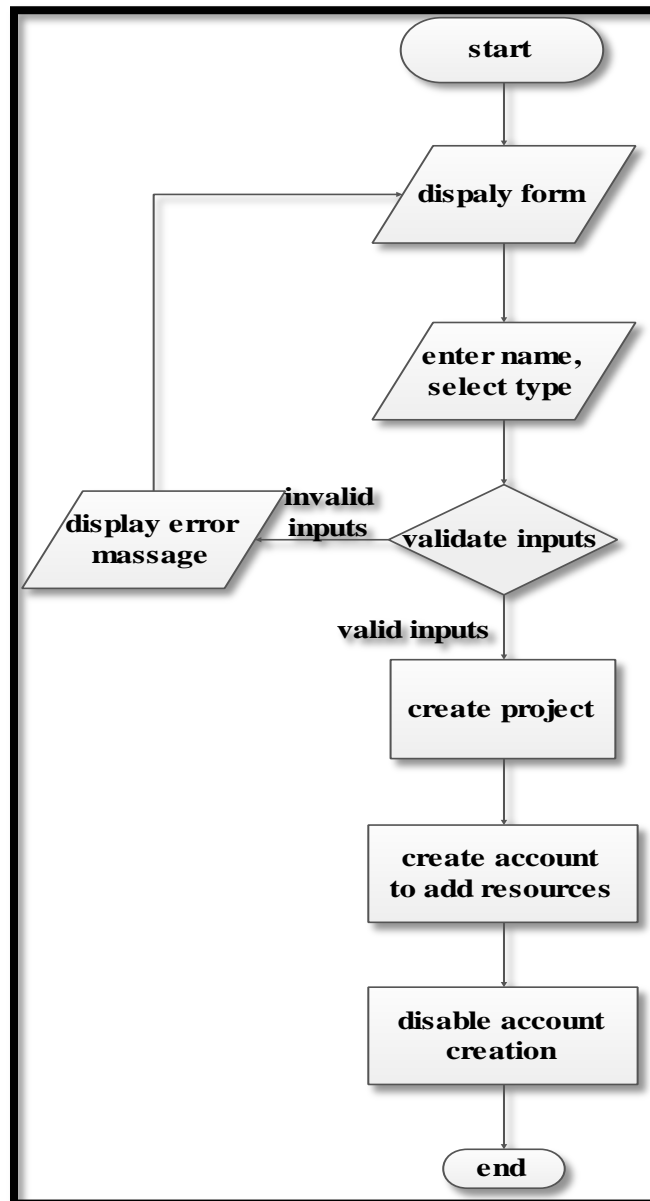 start
dispaly form
enter name,
select type
invalid
inputs
display error
massage
validate inputs
valid inputs
create project
create account
to add resources
disable account
creation
end